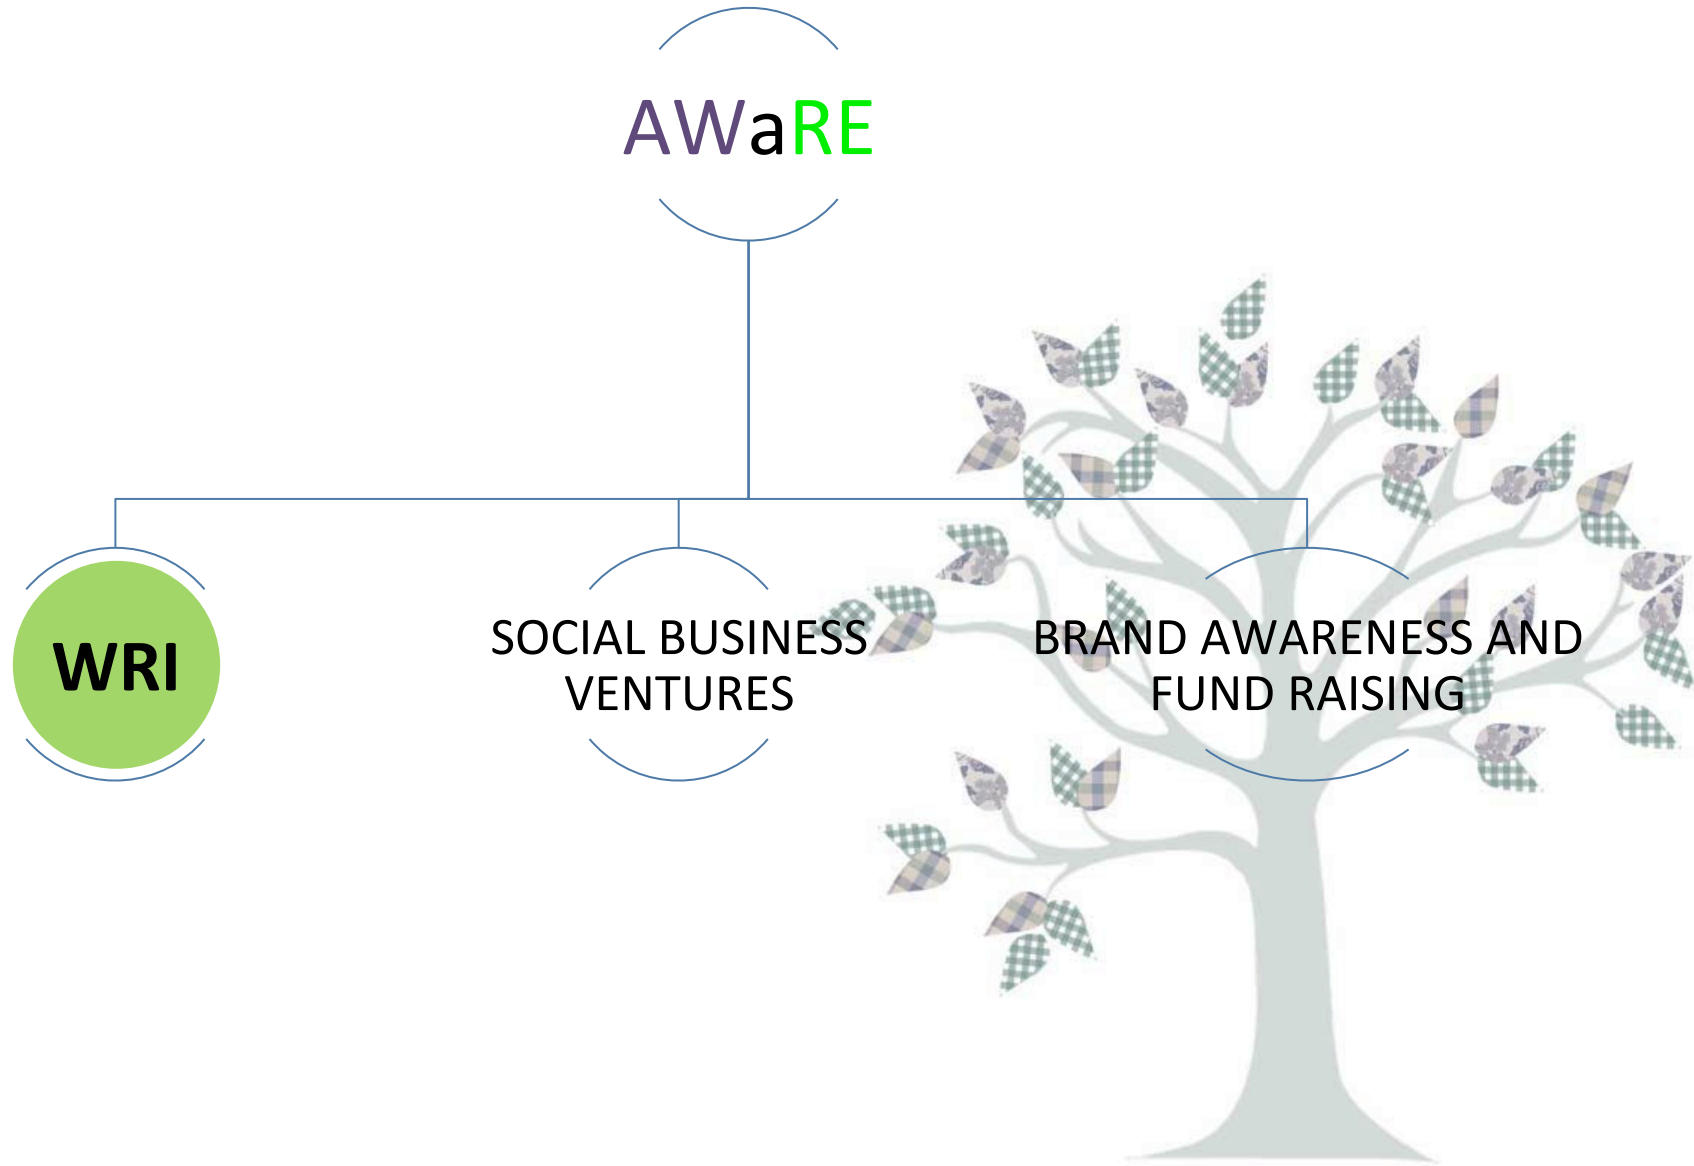 AWaRE
WRI
SOCIAL BUSINESS
VENTURES
BRAND AWARENESS AND
FUND RAISING